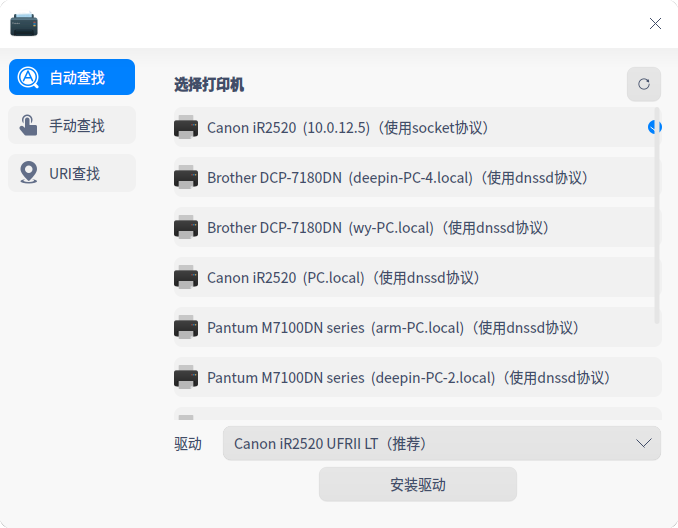 自动查找
手动查找
URI查找
选择打印机
Canon iR2520 (10.0.12.5)（使用socket协议）
Brother DCP-7180DN (deepin-PC-4.local)（使用dnssd协议）
Brother DCP-7180DN (wy-PC.local)（使用dnssd协议）
Canon iR2520 (PC.local)（使用dnssd协议）
Pantum M7100DN series (arm-PC.local)（使用dnssd协议）
Pantum M7100DN series (deepin-PC-2.local)（使用dnssd协议）
驱动 Canon iR2520 UFRII LT（推荐）
安装驱动